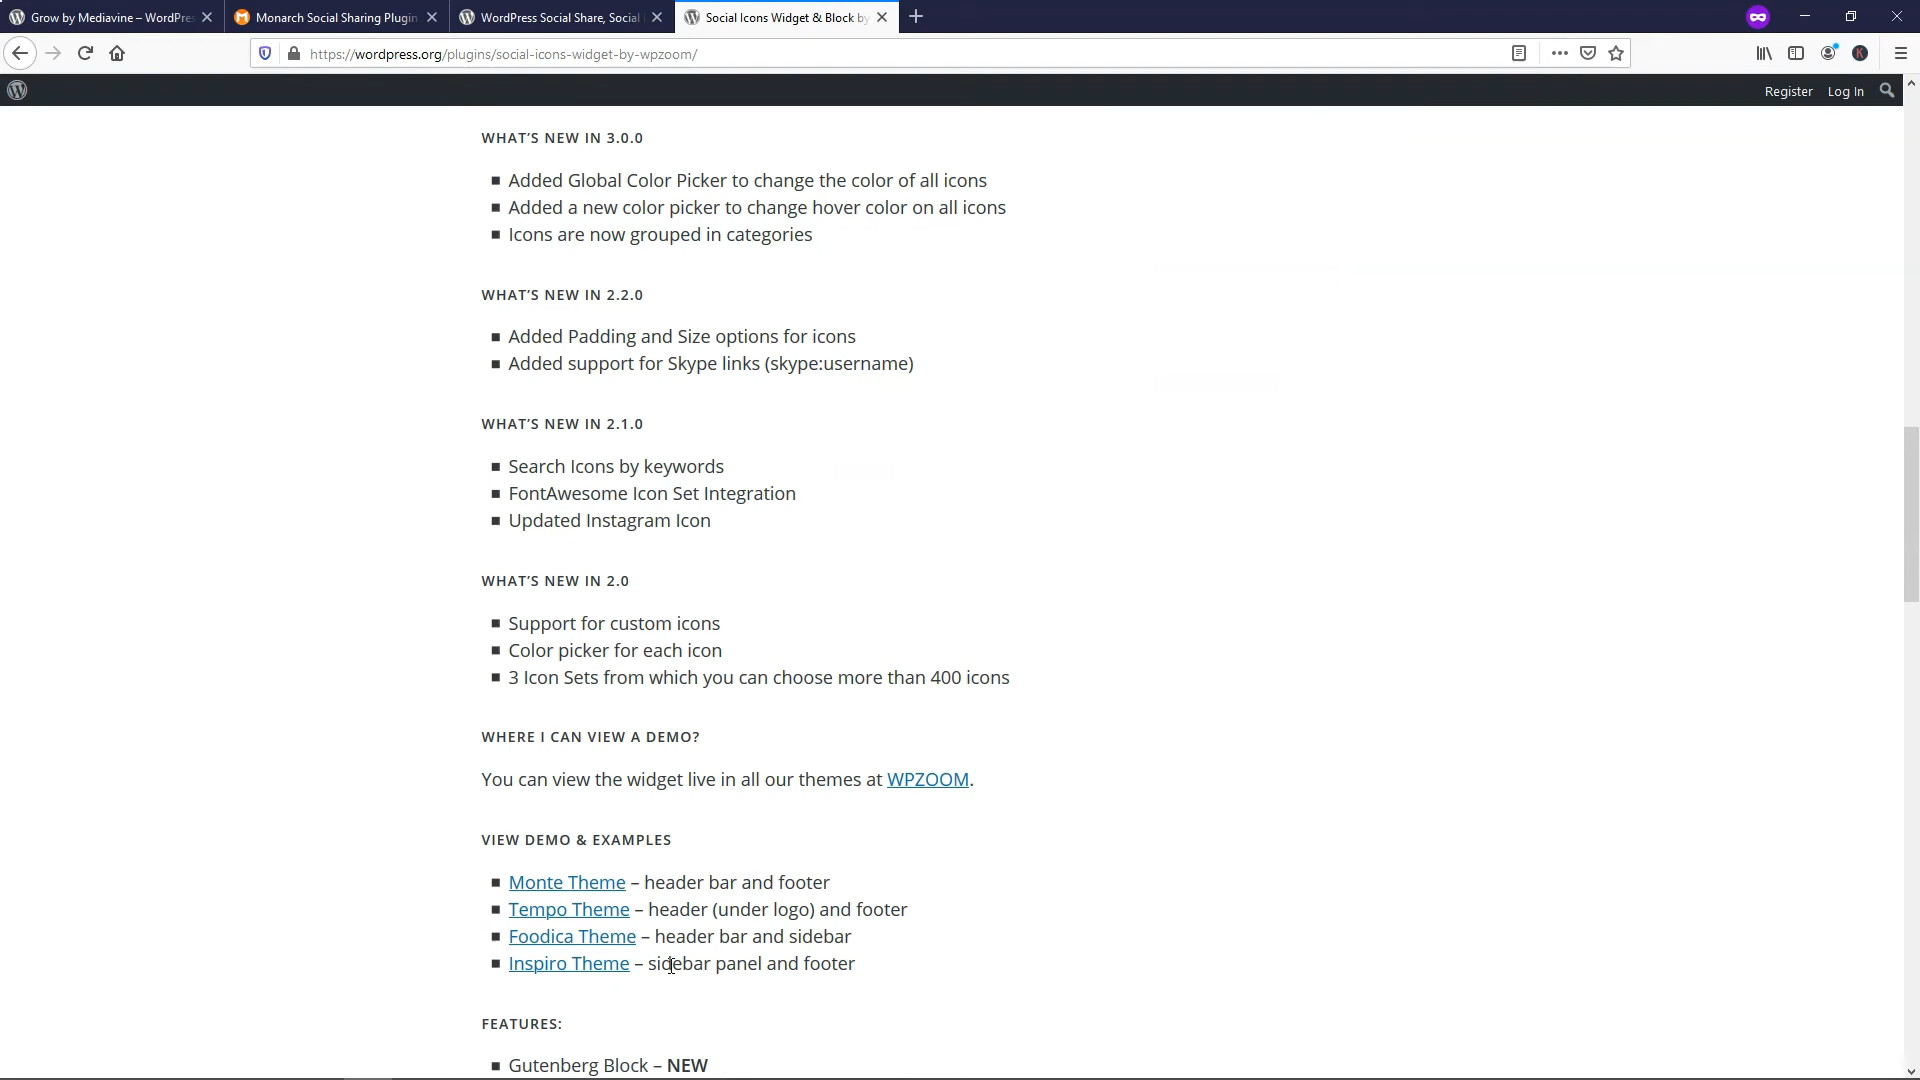 Grow by Mediavine – WordPres
Monarch Social Sharing Plugin
WordPress Social Share, Social
Social Icons Widget & Block by
https://wordpress.org/plugins/social-icons-widget-by-wpzoom/
K
Register Log In
WHAT'S NEW IN 3.0.0
Added Global Color Picker to change the color of all icons
Added a new color picker to change hover color on all icons
Icons are now grouped in categories
WHAT'S NEW IN 2.2.0
Added Padding and Size options for icons
Added support for Skype links (skype:username)
WHAT'S NEW IN 2.1.0
Search Icons by keywords
FontAwesome Icon Set Integration
Updated Instagram Icon
WHAT'S NEW IN 2.0
Support for custom icons
Color picker for each icon
3 Icon Sets from which you can choose more than 400 icons
WHERE I CAN VIEW A DEMO?
You can view the widget live in all our themes at WPZOOM.
VIEW DEMO & EXAMPLES
Monte Theme – header bar and footer
Tempo Theme – header (under logo) and footer
Foodica Theme – header bar and sidebar
Inspiro Theme – sidebar panel and footer
FEATURES:
Gutenberg Block – NEW